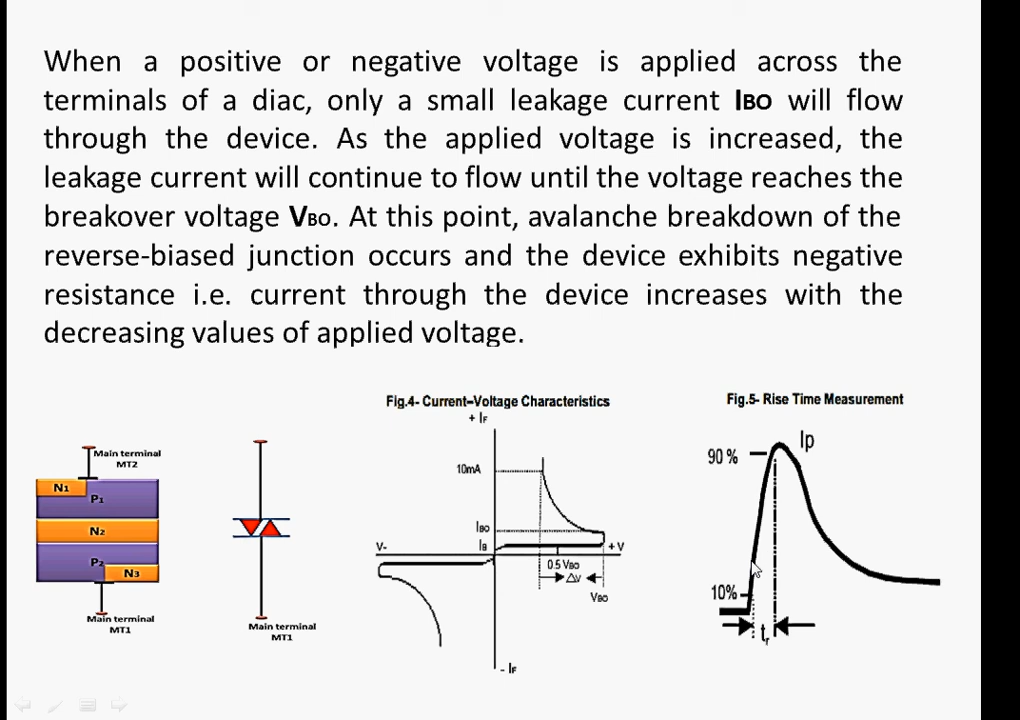 When a positive or negative voltage is applied across the
terminals of a diac, only a small leakage current IBO will flow
through the device. As the applied voltage is increased, the
leakage current will continue to flow until the voltage reaches the
breakover voltage VBO. At this point, avalanche breakdown of the
reverse-biased junction occurs and the device exhibits negative
resistance i.e. current through the device increases with the
decreasing values of applied voltage.
Main terminal
MT2
N1
P1
N2
P2
N3
Main terminal
MT1
Main terminal
MT1
Fig.4- Current–Voltage Characteristics
+ IF
10mA
IBO
IB
V-
+ V
0.5 VBO
ΔV
VBO
- IF
Fig.5- Rise Time Measurement
Ip
90 %
10%
tr